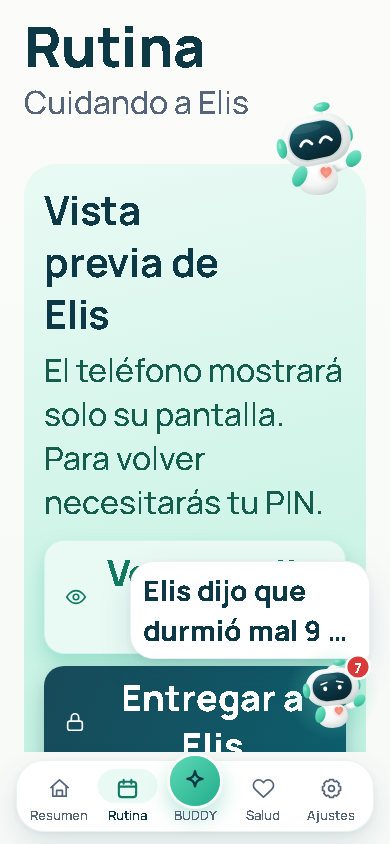 Rutina
Cuidando a Elis
Vista
previa de
Elis
El teléfono mostrará
solo su pantalla.
Para volver
necesitarás tu PIN.
Elis dijo que
durmió mal 9 ...
7
Entregar a
Elis
Resumen
Rutina
BUDDY
Salud
Ajustes